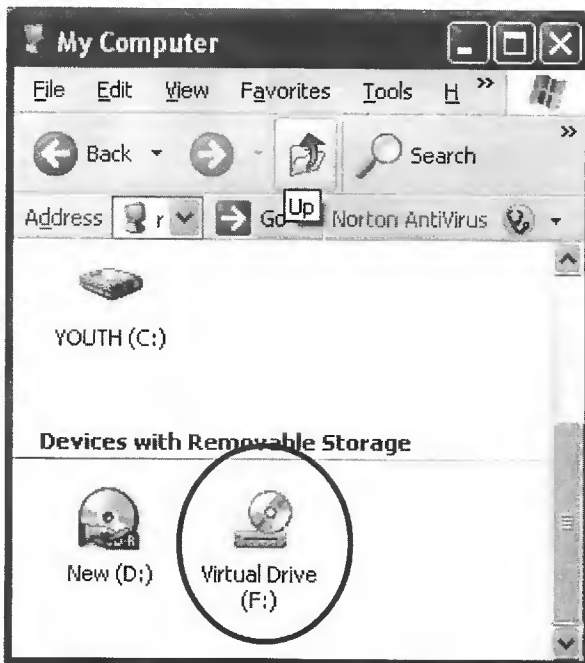 My Computer
File Edit View Favorites Tools H »
Back Search »
Address r Go Norton AntiVirus
Up
YOUTH (C:)
Devices with Removable Storage
New (D:) Virtual Drive (F:)